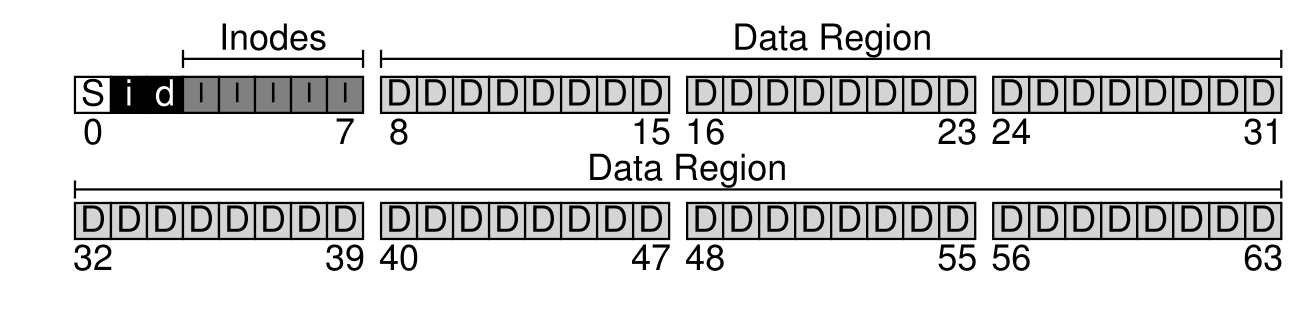 Inodes Data Region
S i d I I I I I D D D D D D D D D D D D D D D D D D D D D D D D
0 7 8 15 16 23 24 31
Data Region
D D D D D D D D D D D D D D D D D D D D D D D D D D D D D D D D
32 39 40 47 48 55 56 63